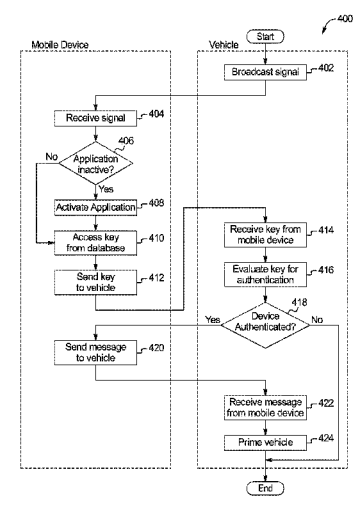 400
Mobile Device
Vehicle
Start
Broadcast signal
402
Receive signal
404
406
Application
inactive?
No
Yes
Activate Application
408
Access key
from database
410
Send key
to vehicle
412
Receive key from
mobile device
414
Evaluate key for
authentication
416
418
Device
Authenticated?
Yes
No
Send message
to vehicle
420
Receive message
from mobile device
422
Prime vehicle
424
End